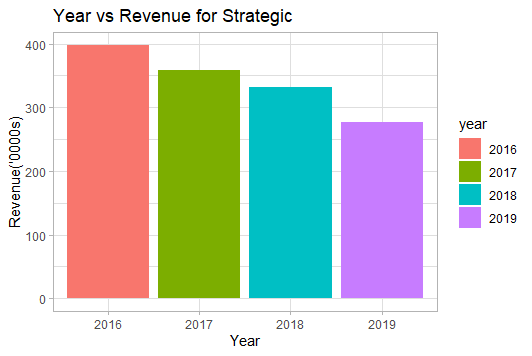 Year vs Revenue for Strategic
Revenue('0000s)
400
300
200
100
0
2016 2017 2018 2019
Year
year
2016
2017
2018
2019